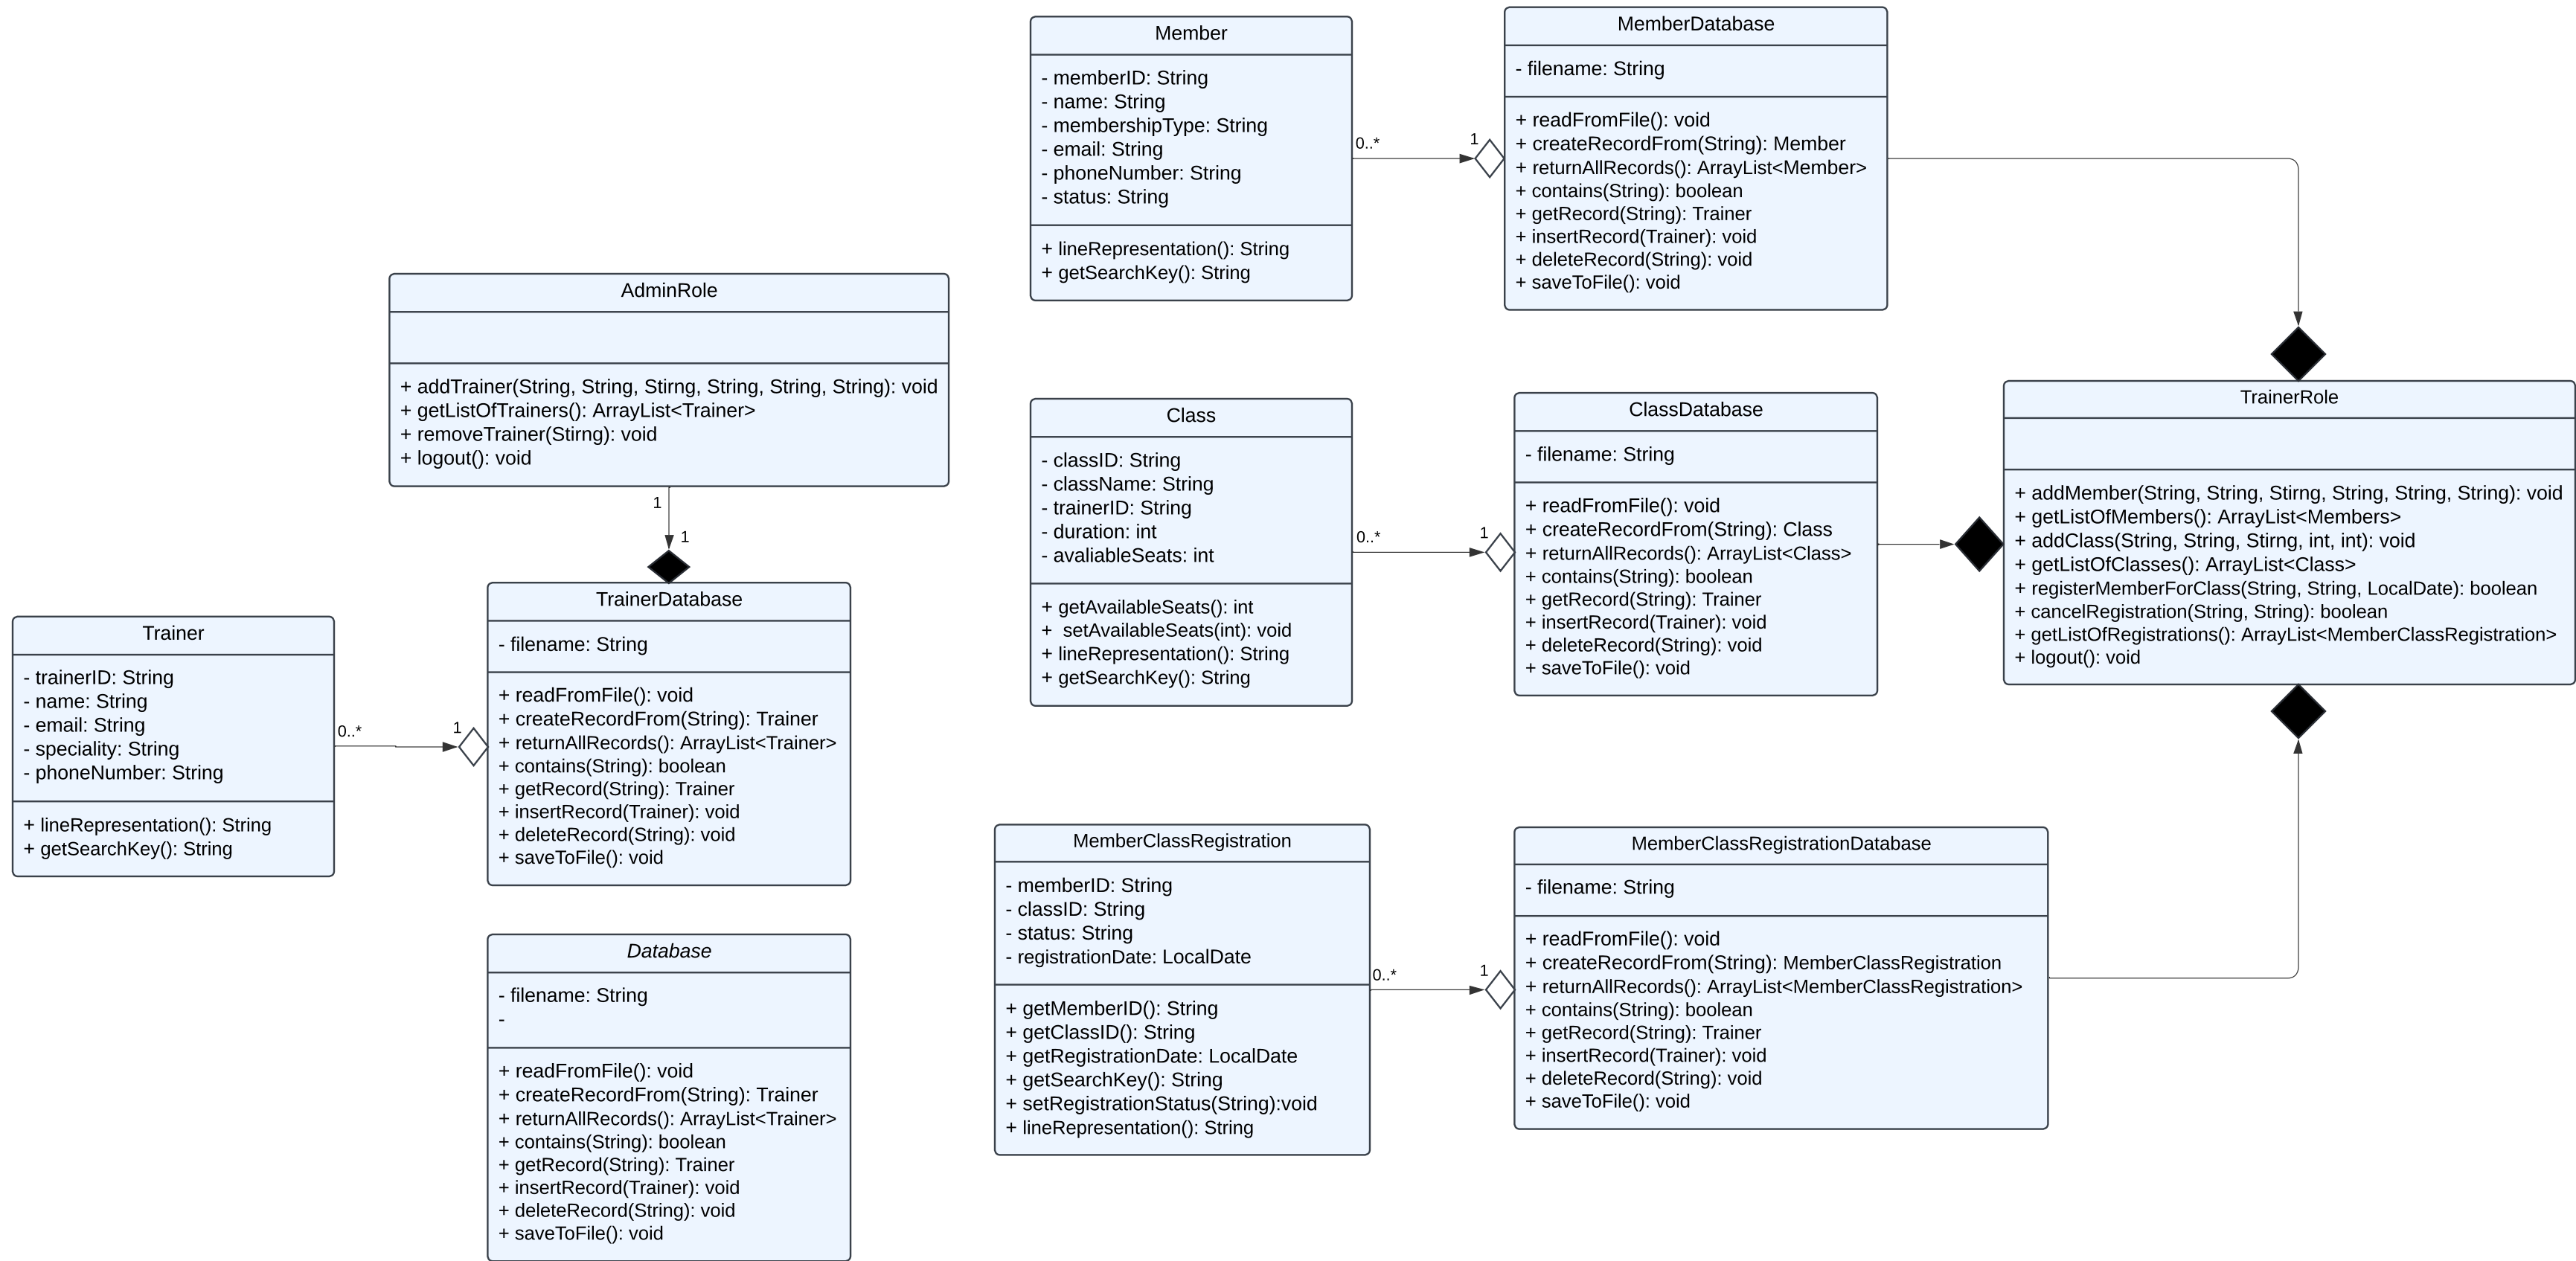 Member
- memberID: String
- name: String
- membershipType: String
- email: String
- phoneNumber: String
- status: String
+ lineRepresentation(): String
+ getSearchKey(): String
0..*
1
MemberDatabase
- filename: String
+ readFromFile(): void
+ createRecordFrom(String): Member
+ returnAllRecords(): ArrayList<Member>
+ contains(String): boolean
+ getRecord(String): Trainer
+ insertRecord(Trainer): void
+ deleteRecord(String): void
+ saveToFile(): void
AdminRole
+ addTrainer(String, String, Stirng, String, String, String): void
+ getListOfTrainers(): ArrayList<Trainer>
+ removeTrainer(Stirng): void
+ logout(): void
1
1
Class
- classID: String
- className: String
- trainerID: String
- duration: int
- avaliableSeats: int
+ getAvailableSeats(): int
+  setAvailableSeats(int): void
+ lineRepresentation(): String
+ getSearchKey(): String
0..*
1
ClassDatabase
- filename: String
+ readFromFile(): void
+ createRecordFrom(String): Class
+ returnAllRecords(): ArrayList<Class>
+ contains(String): boolean
+ getRecord(String): Trainer
+ insertRecord(Trainer): void
+ deleteRecord(String): void
+ saveToFile(): void
TrainerRole
+ addMember(String, String, Stirng, String, String, String): void
+ getListOfMembers(): ArrayList<Members>
+ addClass(String, String, Stirng, int, int): void
+ getListOfClasses(): ArrayList<Class>
+ registerMemberForClass(String, String, LocalDate): boolean
+ cancelRegistration(String, String): boolean
+ getListOfRegistrations(): ArrayList<MemberClassRegistration>
+ logout(): void
Trainer
- trainerID: String
- name: String
- email: String
- speciality: String
- phoneNumber: String
+ lineRepresentation(): String
+ getSearchKey(): String
0..*
1
TrainerDatabase
- filename: String
+ readFromFile(): void
+ createRecordFrom(String): Trainer
+ returnAllRecords(): ArrayList<Trainer>
+ contains(String): boolean
+ getRecord(String): Trainer
+ insertRecord(Trainer): void
+ deleteRecord(String): void
+ saveToFile(): void
MemberClassRegistration
- memberID: String
- classID: String
- status: String
- registrationDate: LocalDate
+ getMemberID(): String
+ getClassID(): String
+ getRegistrationDate: LocalDate
+ getSearchKey(): String
+ setRegistrationStatus(String):void
+ lineRepresentation(): String
0..*
1
MemberClassRegistrationDatabase
- filename: String
+ readFromFile(): void
+ createRecordFrom(String): MemberClassRegistration
+ returnAllRecords(): ArrayList<MemberClassRegistration>
+ contains(String): boolean
+ getRecord(String): Trainer
+ insertRecord(Trainer): void
+ deleteRecord(String): void
+ saveToFile(): void
Database
- filename: String
-
+ readFromFile(): void
+ createRecordFrom(String): Trainer
+ returnAllRecords(): ArrayList<Trainer>
+ contains(String): boolean
+ getRecord(String): Trainer
+ insertRecord(Trainer): void
+ deleteRecord(String): void
+ saveToFile(): void